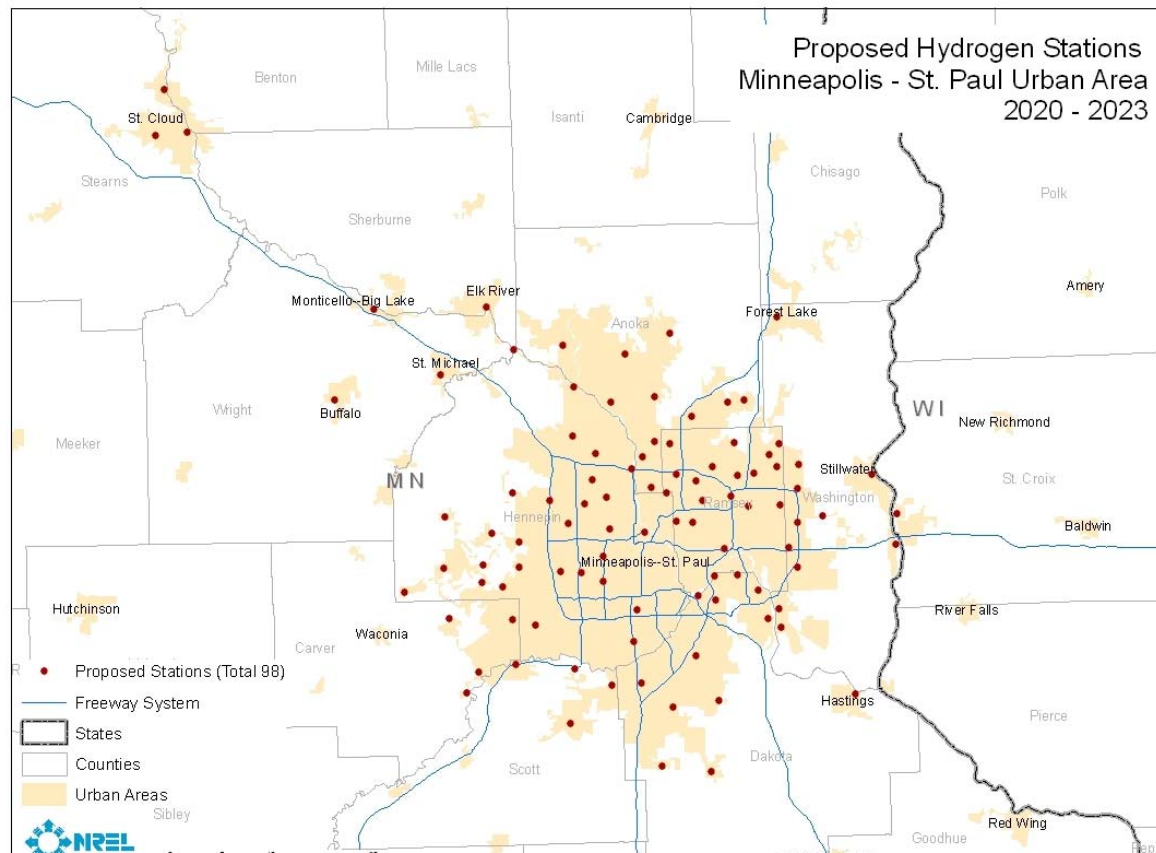 Proposed Hydrogen Stations
Minneapolis - St. Paul Urban Area
2020 - 2023
Benton
Mille Lacs
St. Cloud
Isanti
Cambridge
Chisago
Stearns
Polk
Sherburne
Amery
Monticello--Big Lake
Elk River
Forest Lake
Anoka
St. Michael
Buffalo
Wright
WI
New Richmond
Meeker
MN
Stillwater
St. Croix
Hennepin
Ramsey
Washington
Baldwin
Minneapolis--St. Paul
Hutchinson
River Falls
Waconia
Carver
Proposed Stations (Total 98)
Freeway System
Hastings
States
Pierce
Counties
Dakota
Scott
Urban Areas
Sibley
Red Wing
Goodhue
NREL